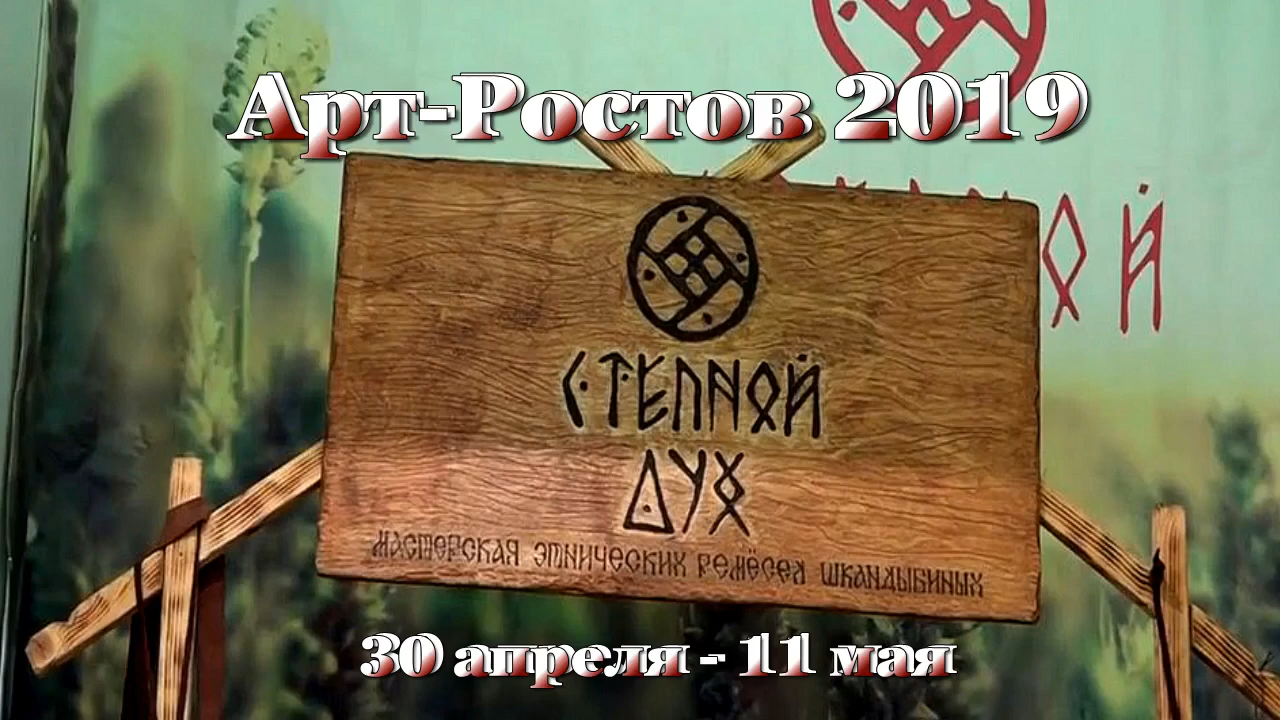 Арт-Ростов 2019
СТЕПНОЙ
ДУХ
МАСТЕРСКАЯ ЭТНИЧЕСКИХ РЕМЁСЕЛ ШКАНДЫБИНЫХ
30 апреля - 11 мая